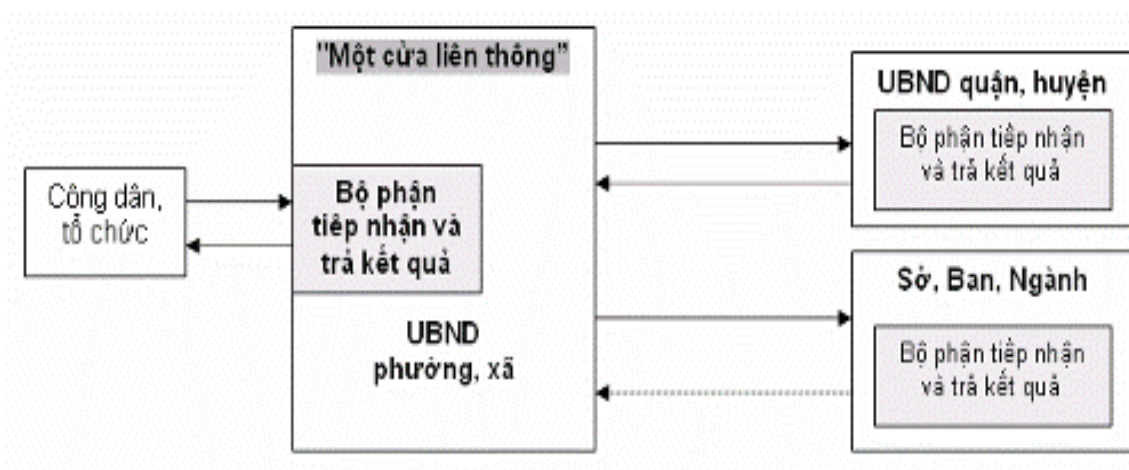 "Một cửa liên thông"
Công dân,
tổ chức
Bộ phận
tiếp nhận và
trả kết quả
UBND
phường, xã
UBND quận, huyện
Bộ phận tiếp nhận
và trả kết quả
Sở, Ban, Ngành
Bộ phận tiếp nhận
và trả kết quả